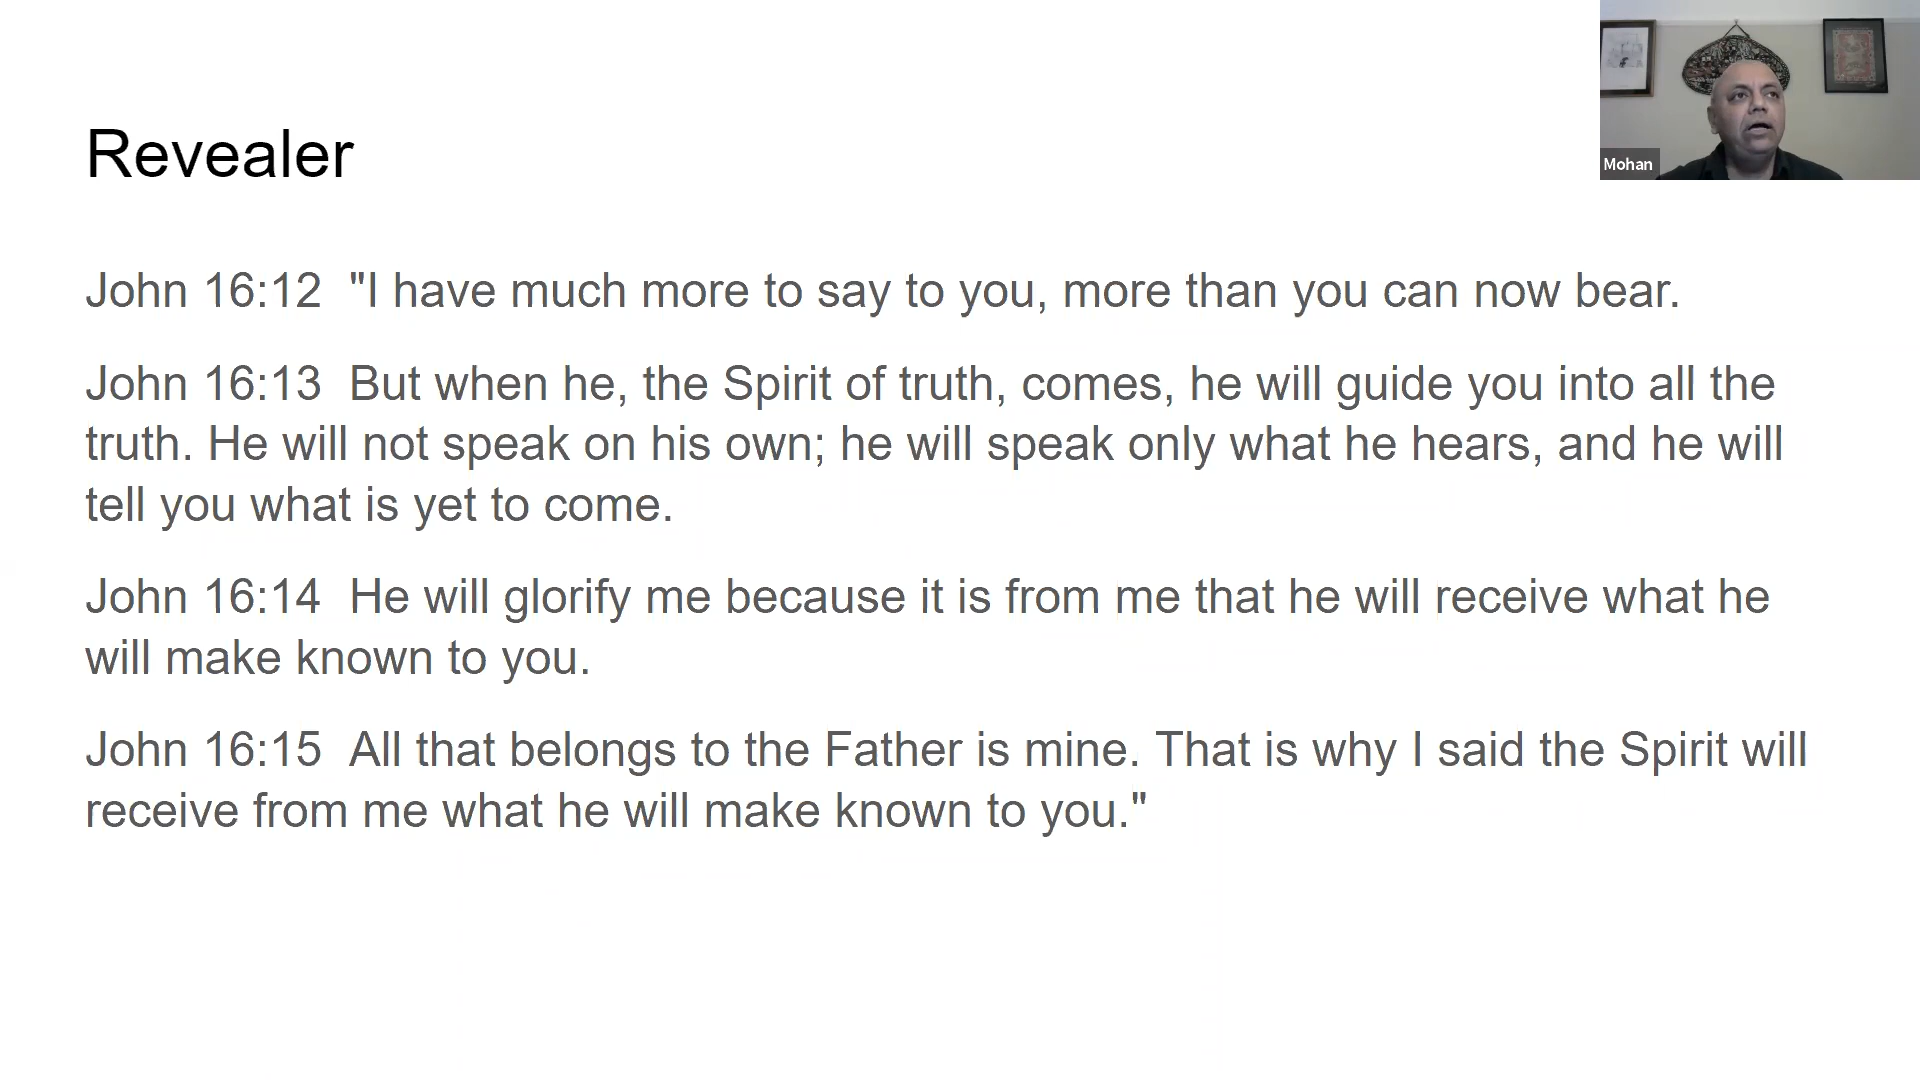 Mohan
Revealer
John 16:12  "I have much more to say to you, more than you can now bear.
John 16:13  But when he, the Spirit of truth, comes, he will guide you into all the
truth. He will not speak on his own; he will speak only what he hears, and he will
tell you what is yet to come.
John 16:14  He will glorify me because it is from me that he will receive what he
will make known to you.
John 16:15  All that belongs to the Father is mine. That is why I said the Spirit will
receive from me what he will make known to you."